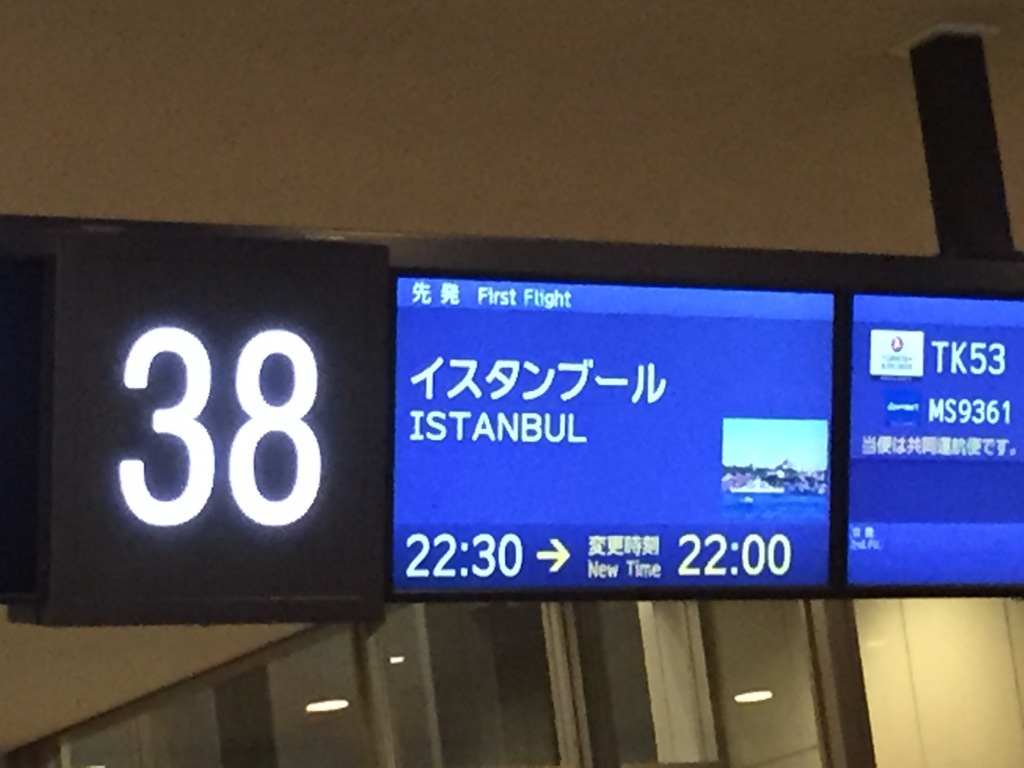 38
先発 First Flight
イスタンブール
ISTANBUL
22:30 → 変更時刻 New Time 22:00
TK53
MS9361
当便は共同運航便です。